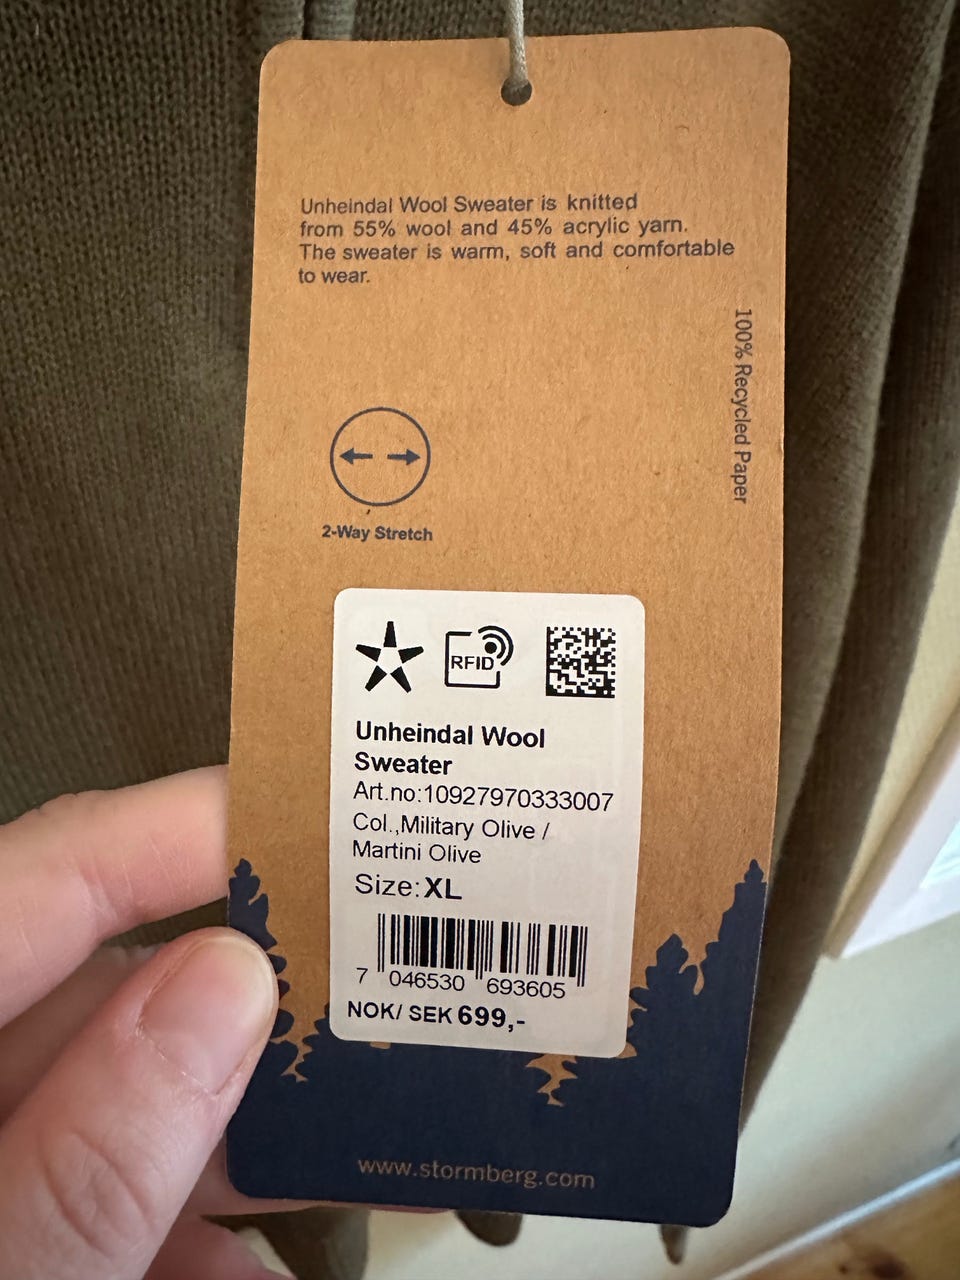 Unheindal Wool Sweater is knitted
from 55% wool and 45% acrylic yarn.
The sweater is warm, soft and comfortable
to wear.
100% Recycled Paper
2-Way Stretch
RFID
Unheindal Wool
Sweater
Art.no:10927970333007
Col.,Military Olive /
Martini Olive
Size:XL
7 046530 693605
NOK/ SEK 699,-
www.stormberg.com